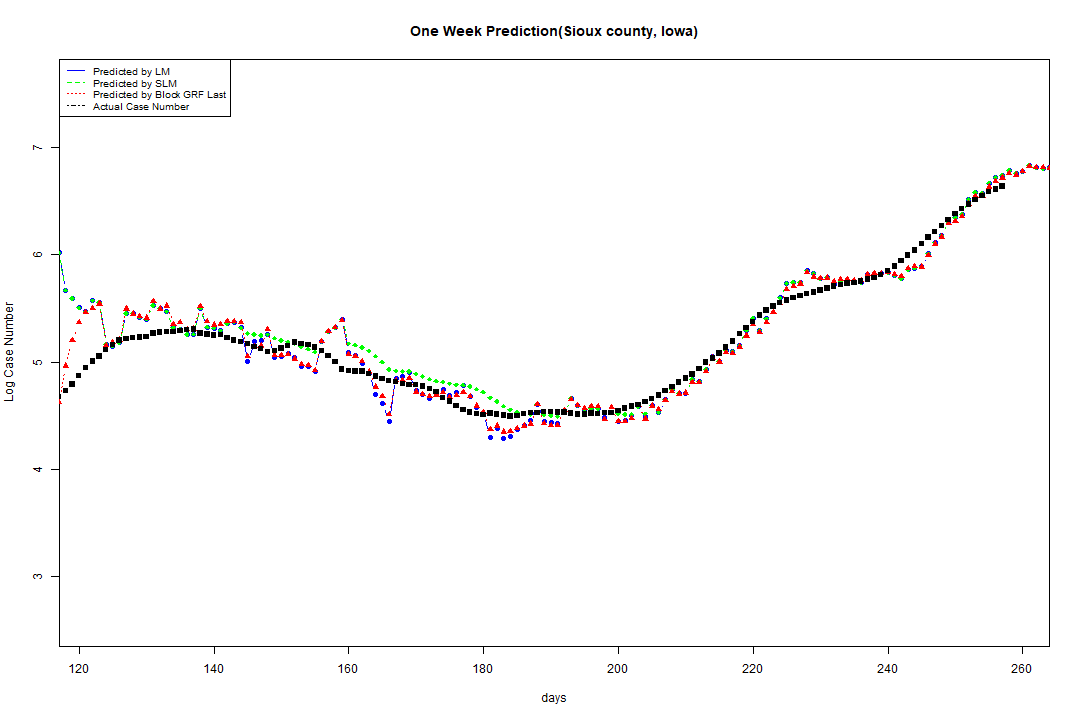 One Week Prediction(Sioux county, Iowa)
Predicted by LM
Predicted by SLM
Predicted by Block GRF Last
Actual Case Number
Log Case Number
7
6
5
4
3
120 140 160 180 200 220 240 260
days